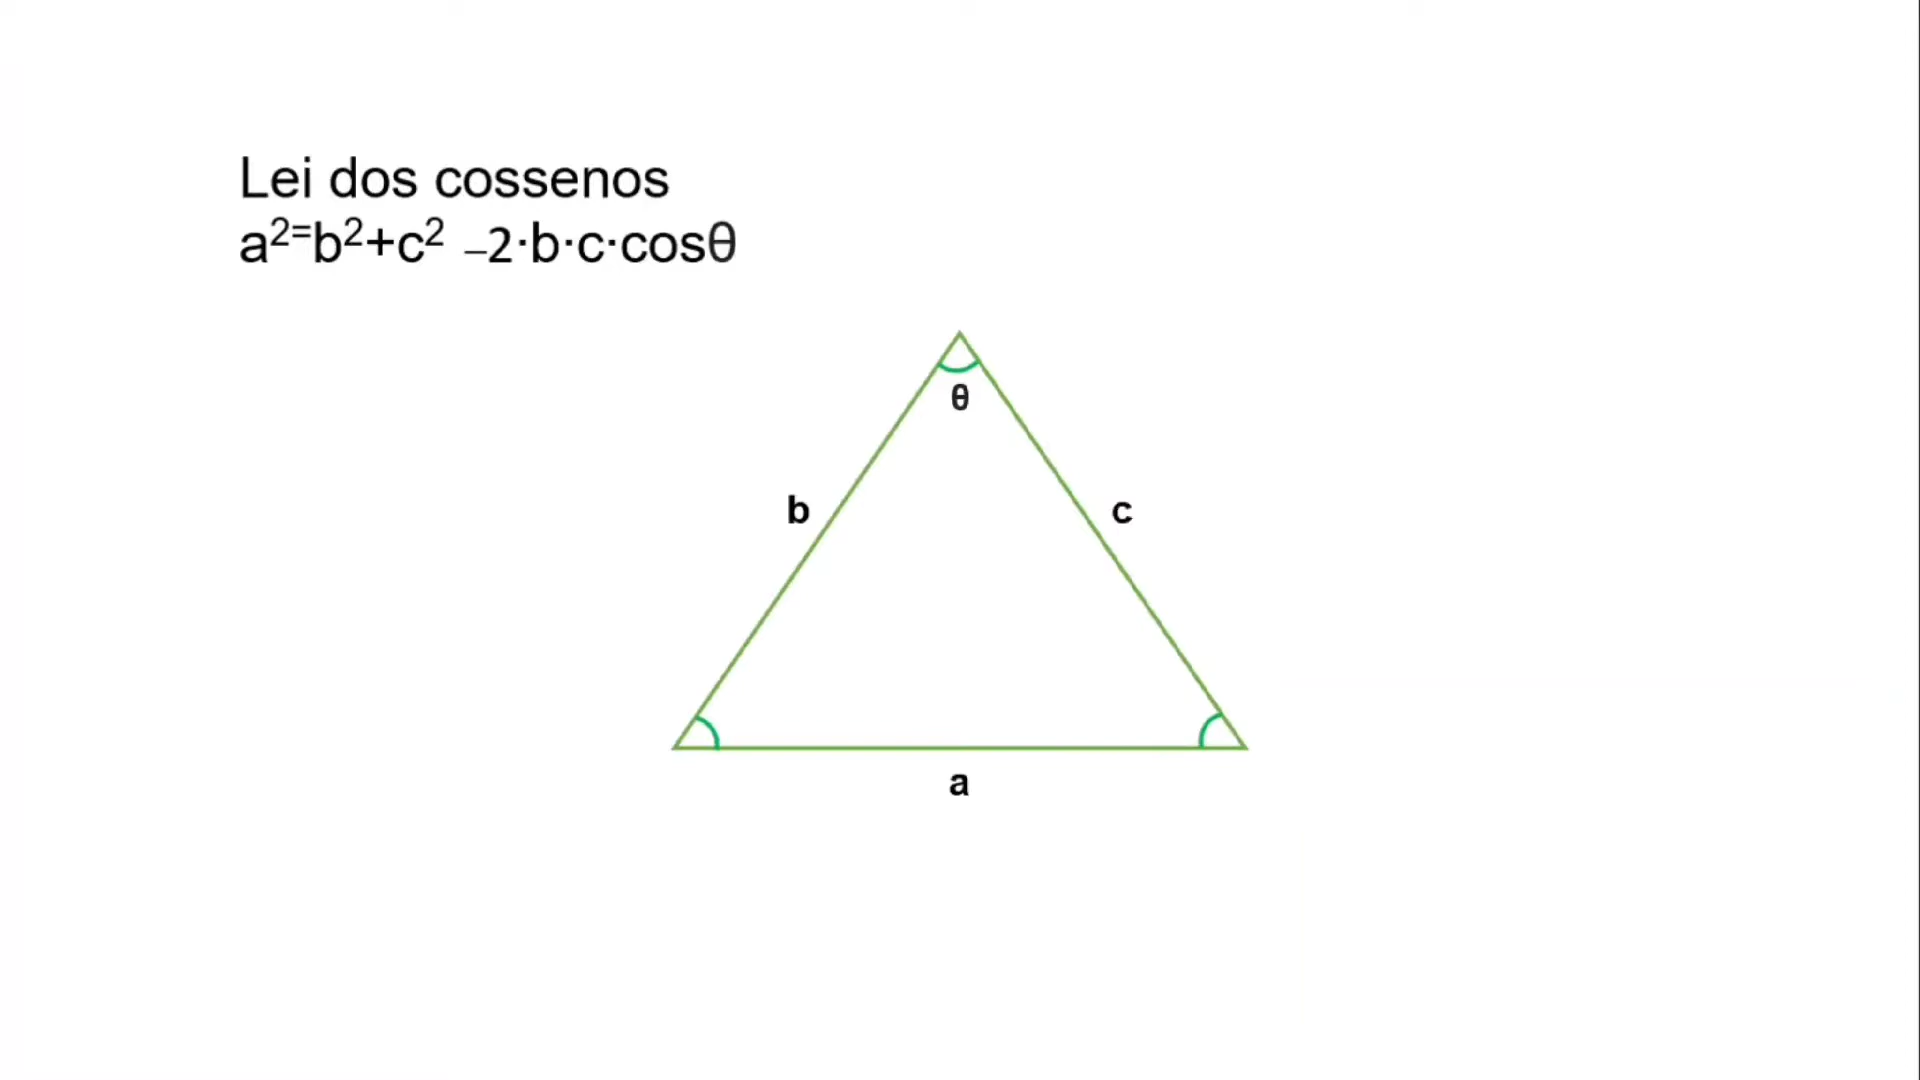 Lei dos cossenos
a²⁼b²+c² –2·b·c·cosθ
θ
b
c
a